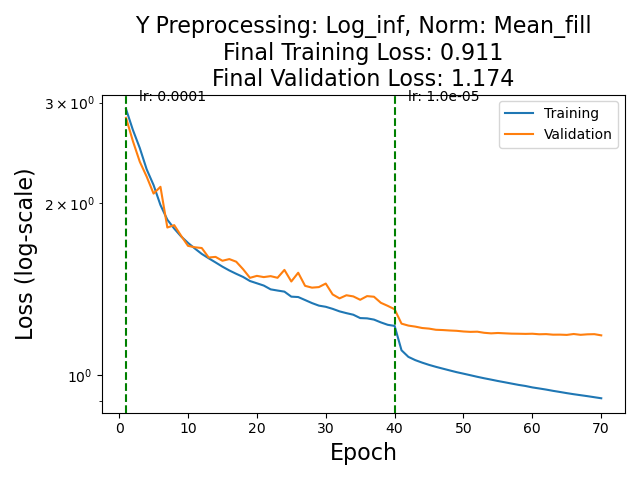 Y Preprocessing: Log_inf, Norm: Mean_fill
Final Training Loss: 0.911
Final Validation Loss: 1.174
lr: 0.0001
lr: 1.0e-05
Training
Validation
3 × 10⁰
2 × 10⁰
10⁰
Loss (log-scale)
0 10 20 30 40 50 60 70
Epoch